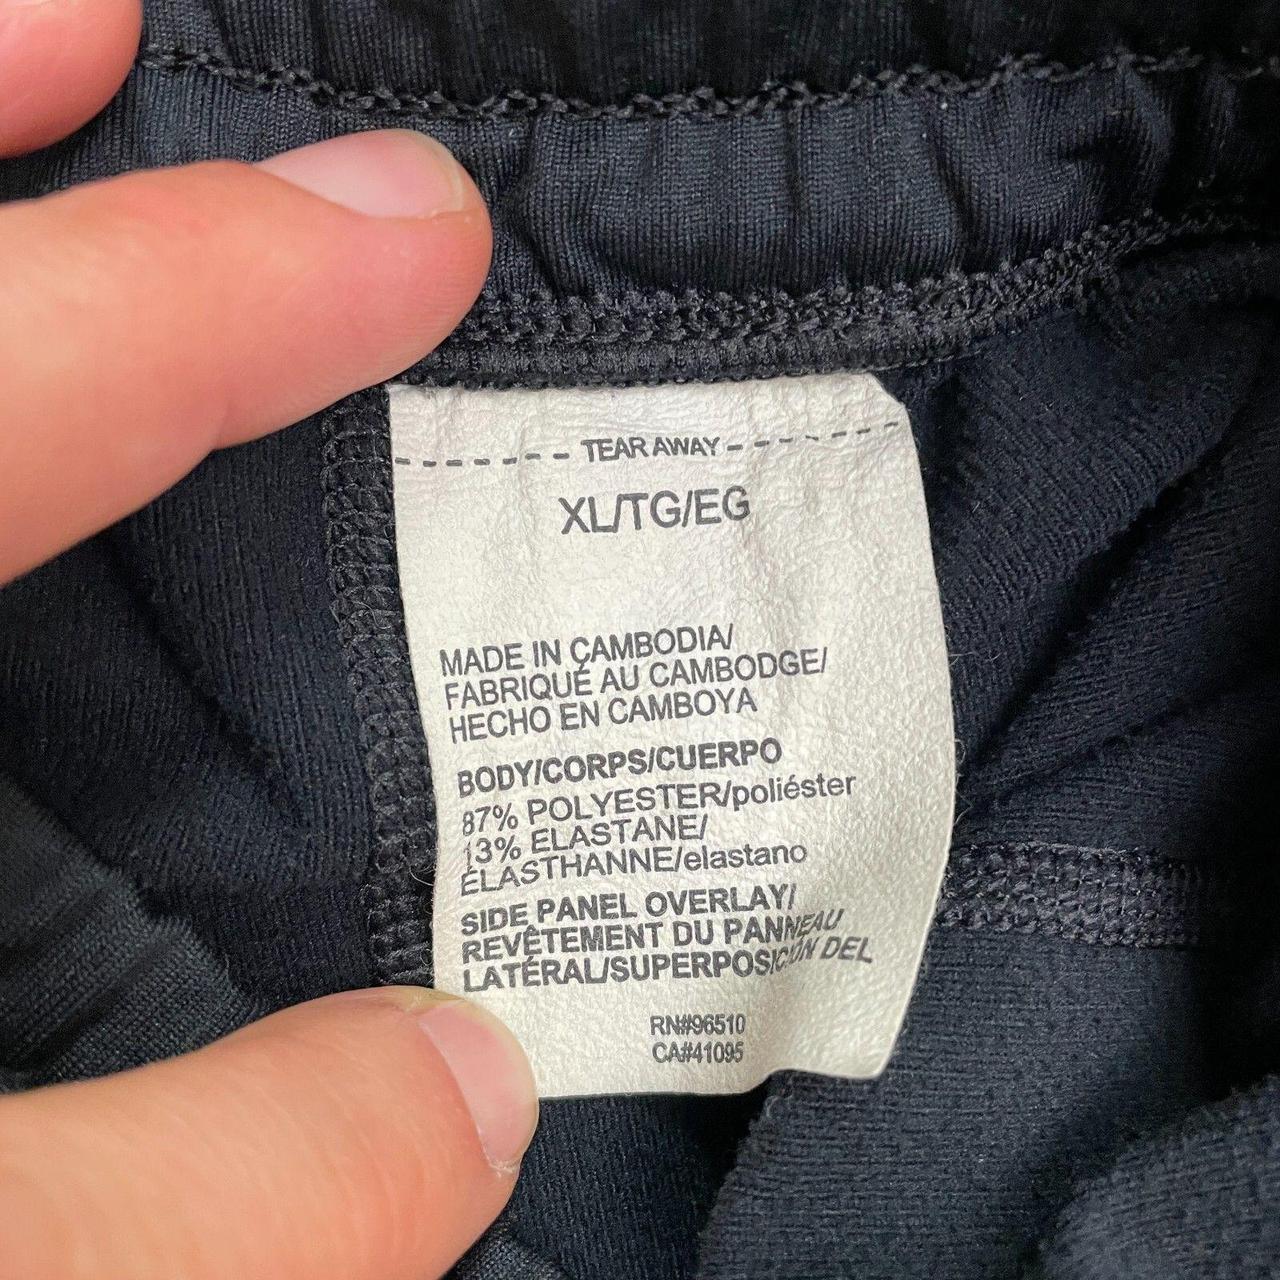 TEAR AWAY
XL/TG/EG
MADE IN CAMBODIA/
FABRIQUÉ AU CAMBODGE/
HECHO EN CAMBOYA
BODY/CORPS/CUERPO
87% POLYESTER/poliéster
13% ELASTANE/
ÉLASTHANNE/elastano
SIDE PANEL OVERLAY/
REVÊTEMENT DU PANNEAU
LATÉRAL/SUPERPOSICIÓN DEL
RN#96510
CA#41095